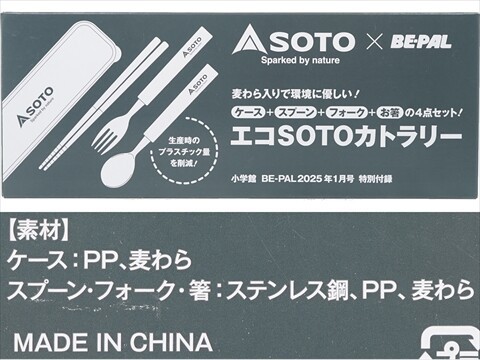 SOTO
SOTO
SOTO × BE-PAL
Sparked by nature
Sparked by nature
麦わら入りで環境に優しい!
ケース+スプーン+フォーク+お箸の4点セット!
エコSOTOカトラリー
生産時の
プラスチック量
を削減!
小学館 BE-PAL 2025年1月号 特別付録
【素材】
ケース:PP、麦わら
スプーン・フォーク・箸:ステンレス鋼、PP、麦わら
MADE IN CHINA